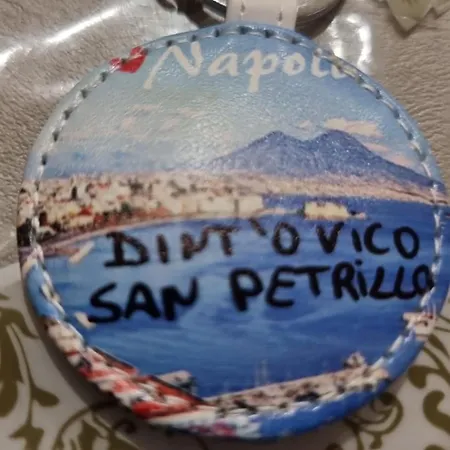 Napoli
DINT'O VICO
SAN PETRILLO